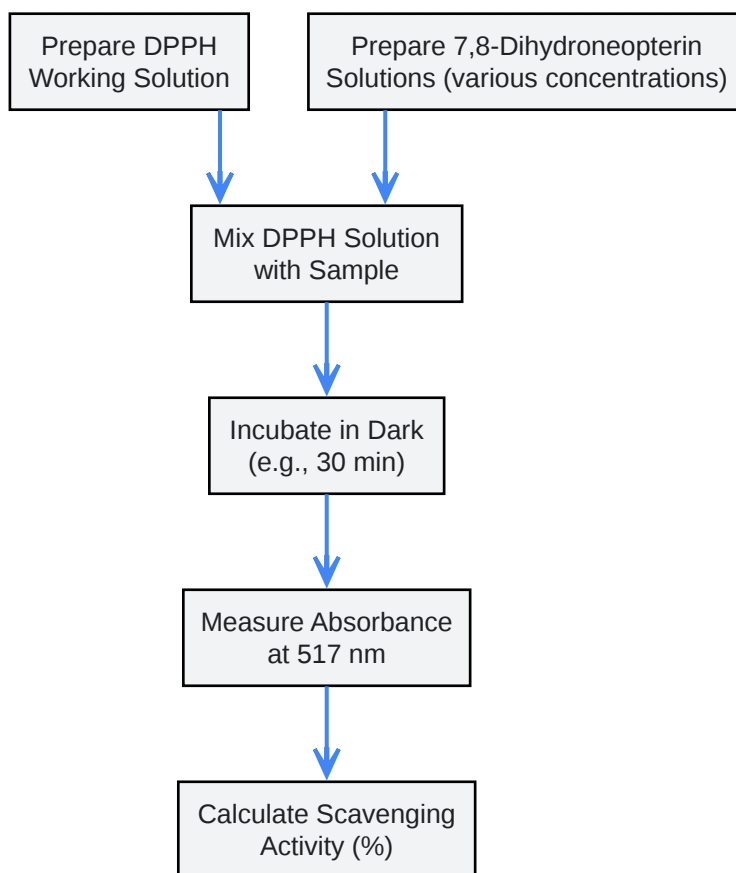 Prepare DPPH
Working Solution
Prepare 7,8-Dihydroneopterin
Solutions (various concentrations)
Mix DPPH Solution
with Sample
Incubate in Dark
(e.g., 30 min)
Measure Absorbance
at 517 nm
Calculate Scavenging
Activity (%)